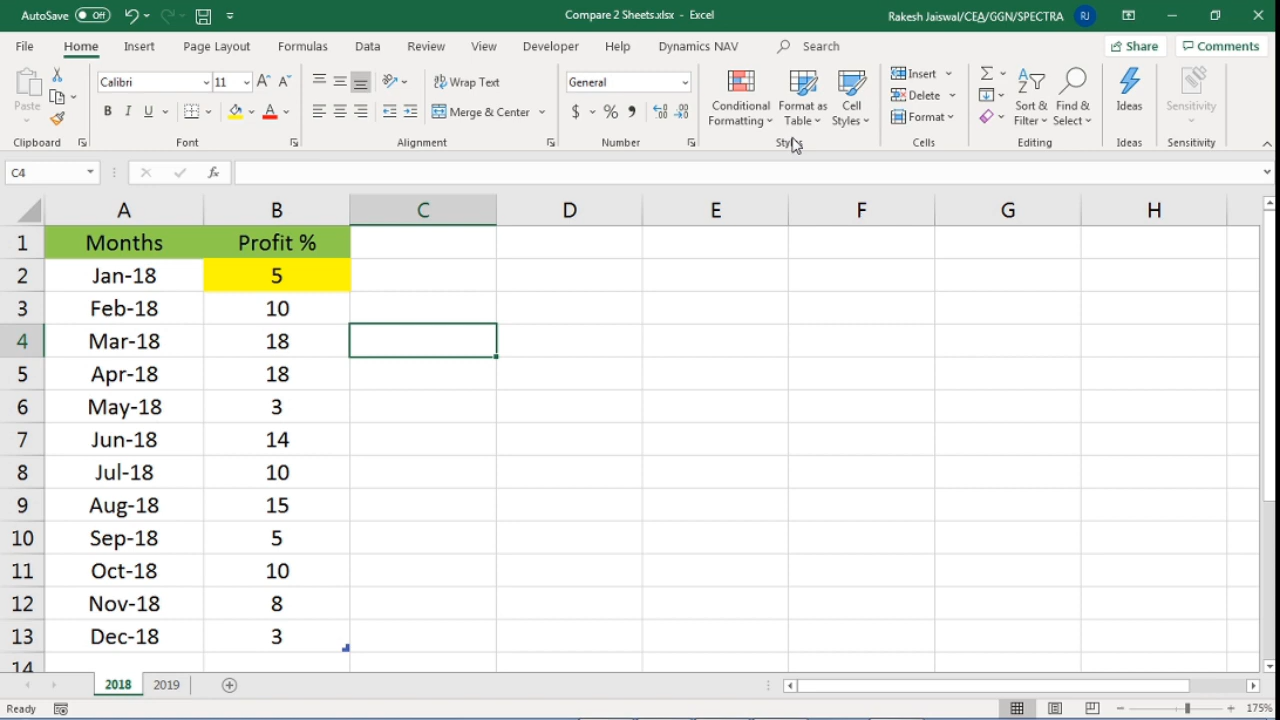 AutoSave Off Compare 2 Sheets.xlsx - Excel Rakesh Jaiswal/CEA/GGN/SPECTRA RJ
File Home Insert Page Layout Formulas Data Review View Developer Help Dynamics NAV Search Share Comments
Paste Calibri 11 A A Wrap Text General Conditional Formatting Format as Table Cell Styles Insert Delete Format Sort & Filter Find & Select Ideas Sensitivity
B I U A Merge & Center $ % ,
Clipboard Font Alignment Number Styles Cells Editing Ideas Sensitivity
C4 fx
A B C D E F G H
1 Months Profit %
2 Jan-18 5
3 Feb-18 10
4 Mar-18 18
5 Apr-18 18
6 May-18 3
7 Jun-18 14
8 Jul-18 10
9 Aug-18 15
10 Sep-18 5
11 Oct-18 10
12 Nov-18 8
13 Dec-18 3
14
2018 2019
Ready 175%